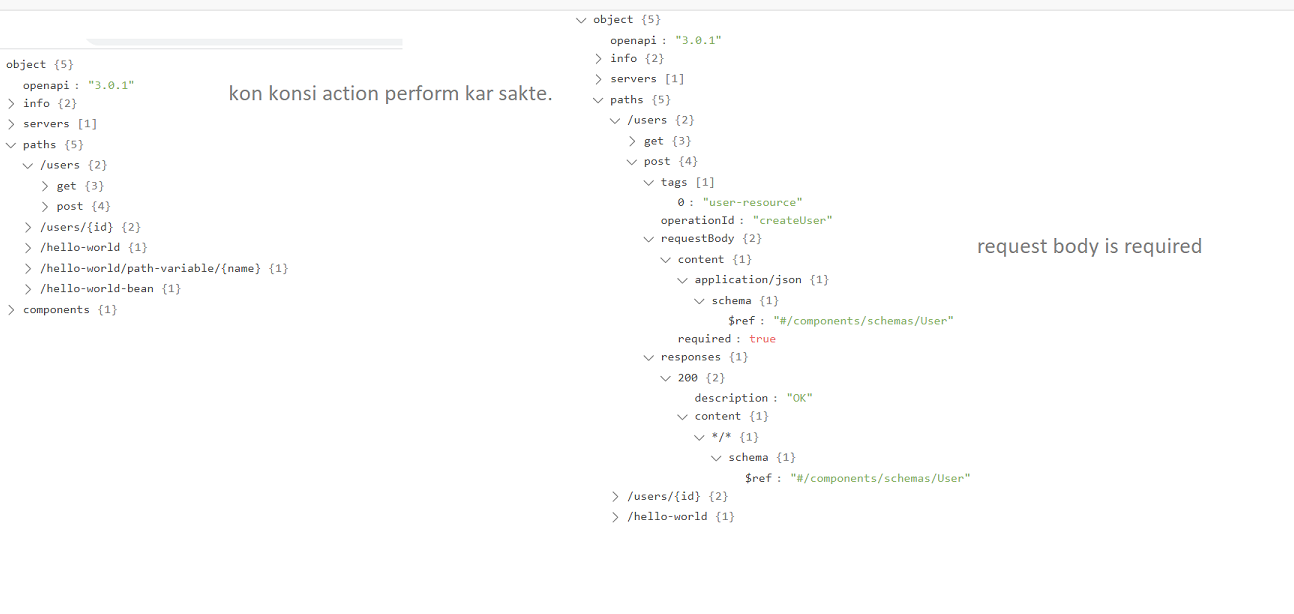 object {5}
openapi : "3.0.1"
info {2}
servers [1]
paths {5}
/users {2}
get {3}
post {4}
/users/{id} {2}
/hello-world {1}
/hello-world/path-variable/{name} {1}
/hello-world-bean {1}
components {1}
kon konsi action perform kar sakte.
object {5}
openapi : "3.0.1"
info {2}
servers [1]
paths {5}
/users {2}
get {3}
post {4}
tags [1]
0 : "user-resource"
operationId : "createUser"
requestBody {2}
content {1}
application/json {1}
schema {1}
$ref : "#/components/schemas/User"
required : true
responses {1}
200 {2}
description : "OK"
content {1}
*/* {1}
schema {1}
$ref : "#/components/schemas/User"
/users/{id} {2}
/hello-world {1}
request body is required